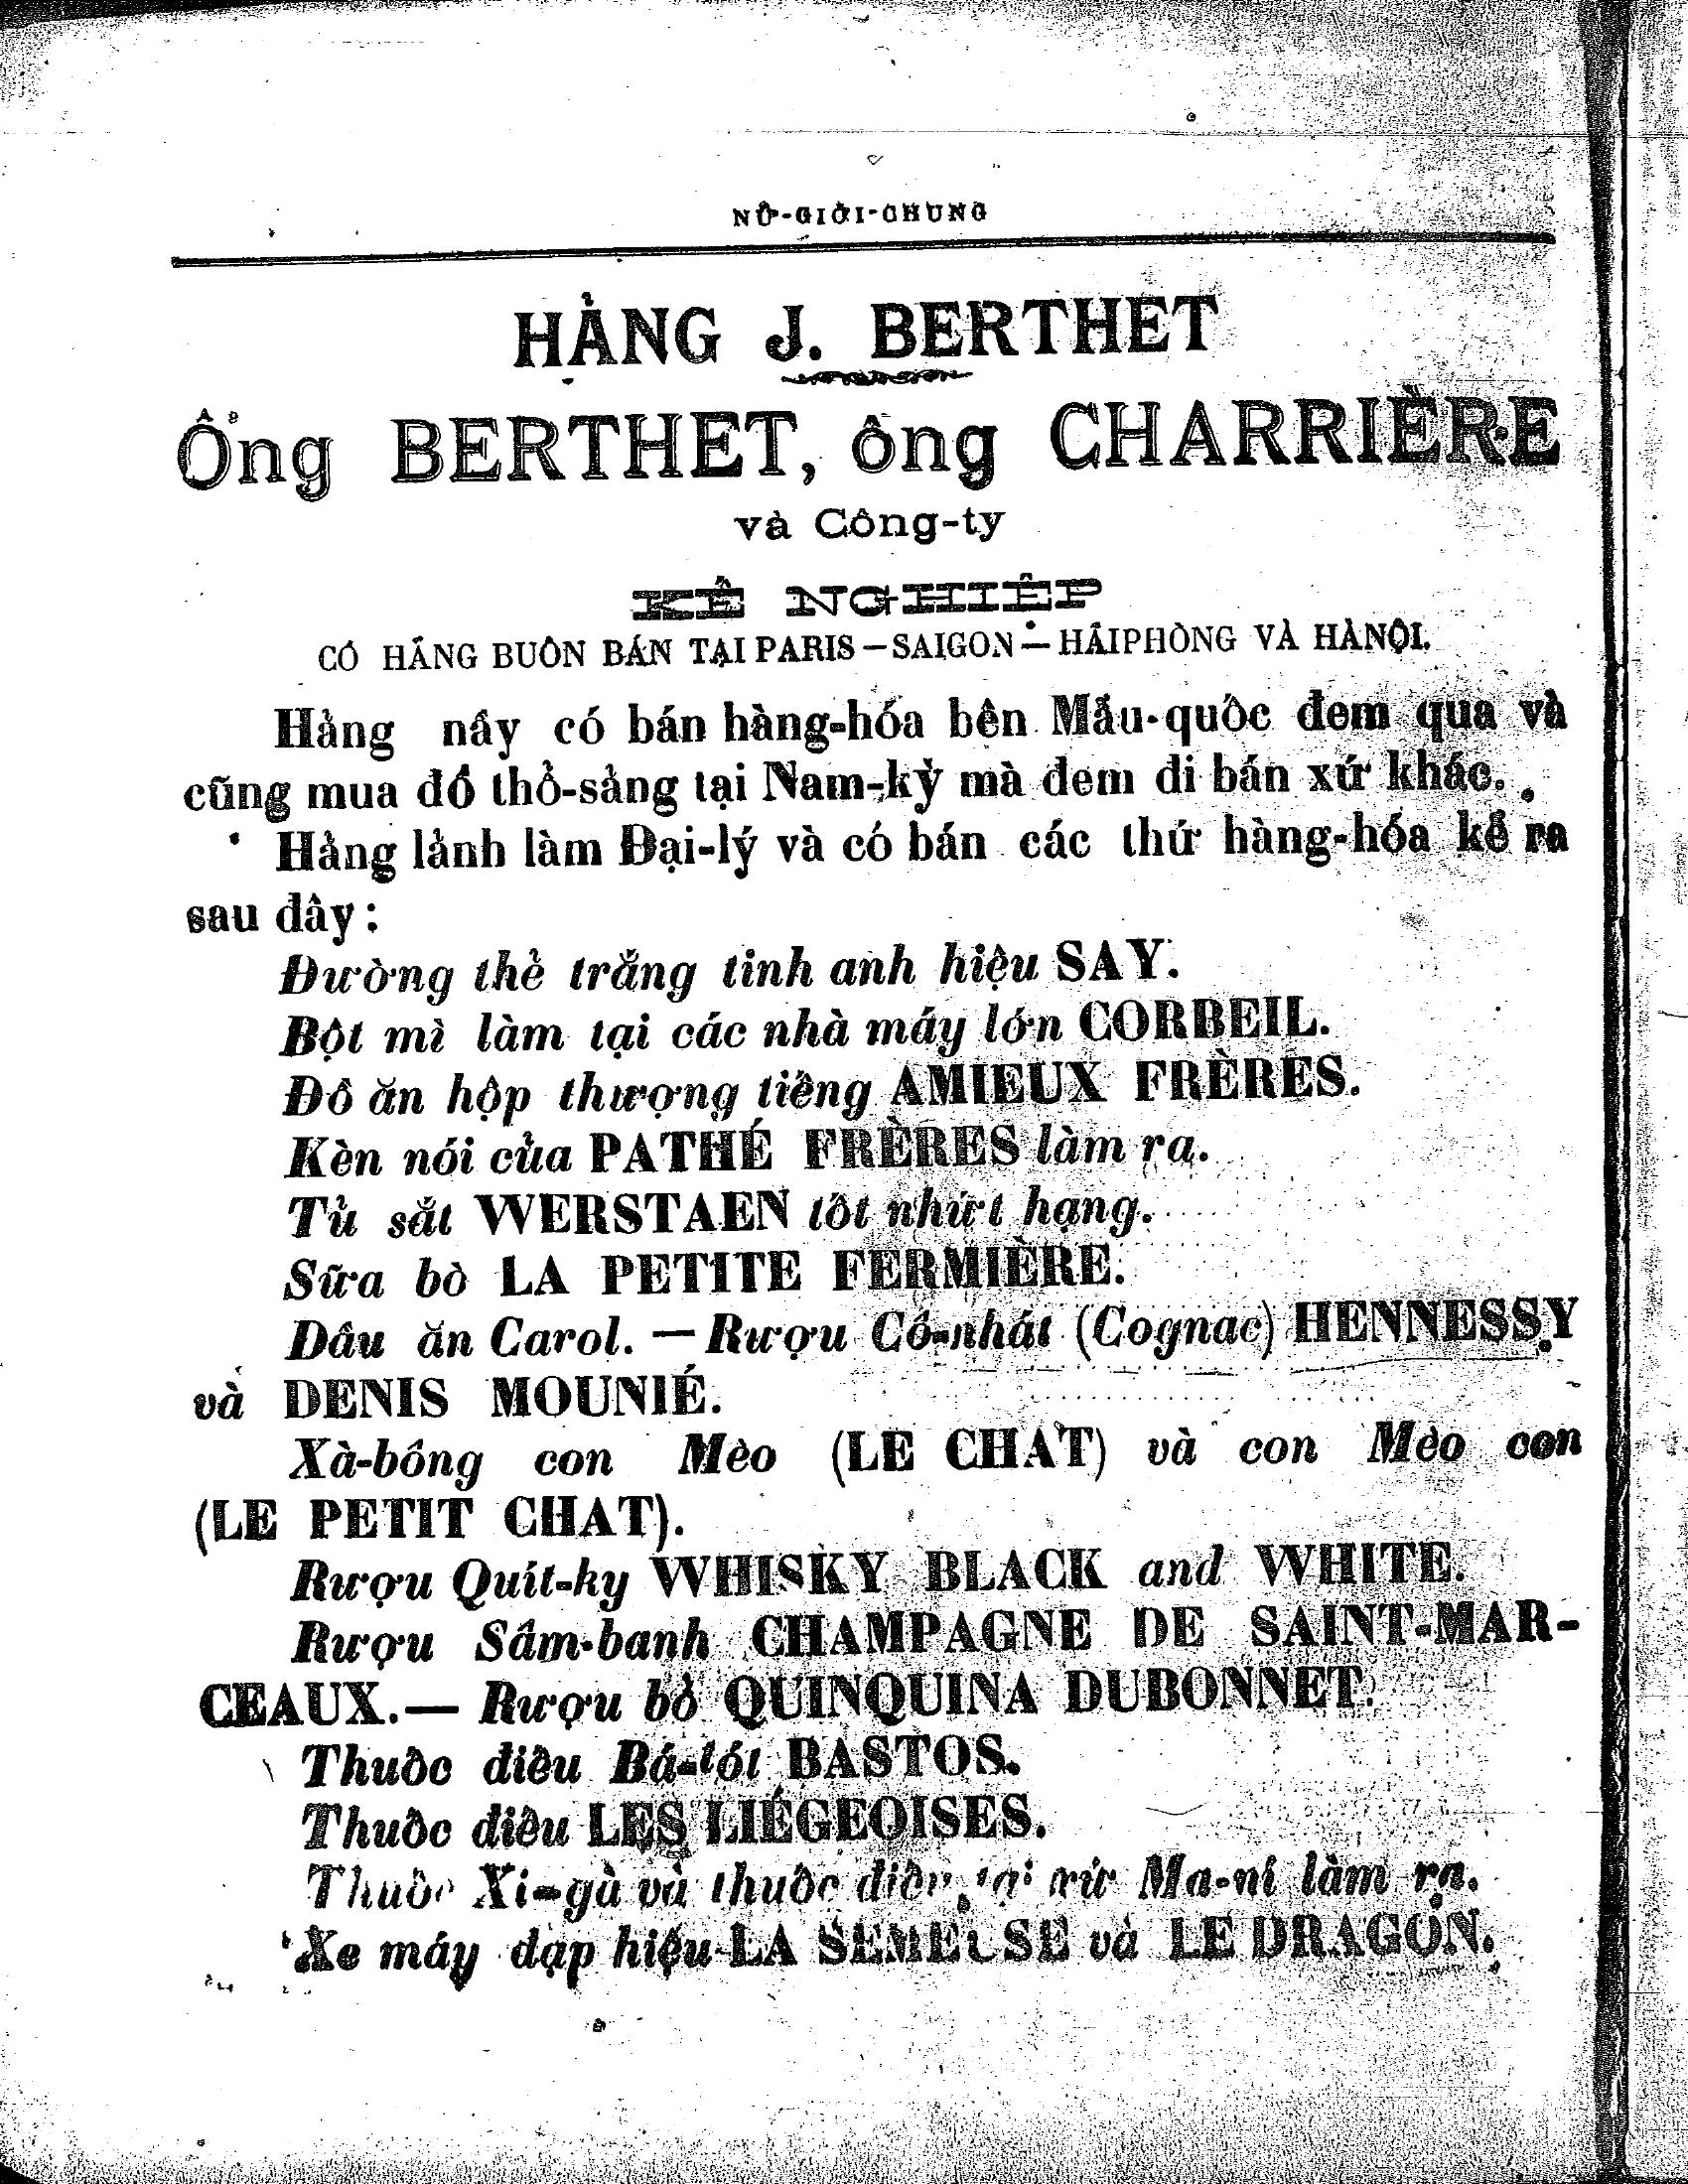 NỮ-GIỚI-CHUNG
HẢNG J. BERTHET
Ông BERTHET, ông CHARRIÈRE
và Công-ty
KẾ NGHIỆP
CÓ HÃNG BUÔN BÁN TẠI PARIS — SAIGON — HẢIPHÒNG VÀ HÀNỘI.
Hảng nầy có bán hàng-hóa bên Mẫu-quốc đem qua và
cũng mua đồ thổ-sảng tại Nam-kỳ mà đem đi bán xứ khác.
Hảng lảnh làm Đại-lý và có bán các thứ hàng-hóa kể ra
sau đây:
Đường thẻ trắng tinh anh hiệu SAY.
Bột mì làm tại các nhà máy lớn CORBEIL.
Đồ ăn hộp thượng tiếng AMIEUX FRÈRES.
Kèn nói của PATHÉ FRÈRES làm ra.
Tủ sắt WERSTAEN tốt nhứt hạng.
Sữa bò LA PETITE FERMIÈRE.
Dầu ăn Carol. — Rượu Cô-nhát (Cognac) HENNESSY
và DENIS MOUNIÉ.
Xà-bông con Mèo (LE CHAT) và con Mèo con
(LE PETIT CHAT).
Rượu Quít-ky WHISKY BLACK and WHITE.
Rượu Sâm-banh CHAMPAGNE DE SAINT-MAR-
CEAUX. — Rượu bổ QUINQUINA DUBONNET.
Thuốc điếu Bá-tót BASTOS.
Thuốc điếu LES LIÉGEOISES.
Thuốc Xì-gà và thuốc điếu tại xứ Ma-ní làm ra.
Xe máy đạp hiệu LA SEMEUSE và LE DRAGON.